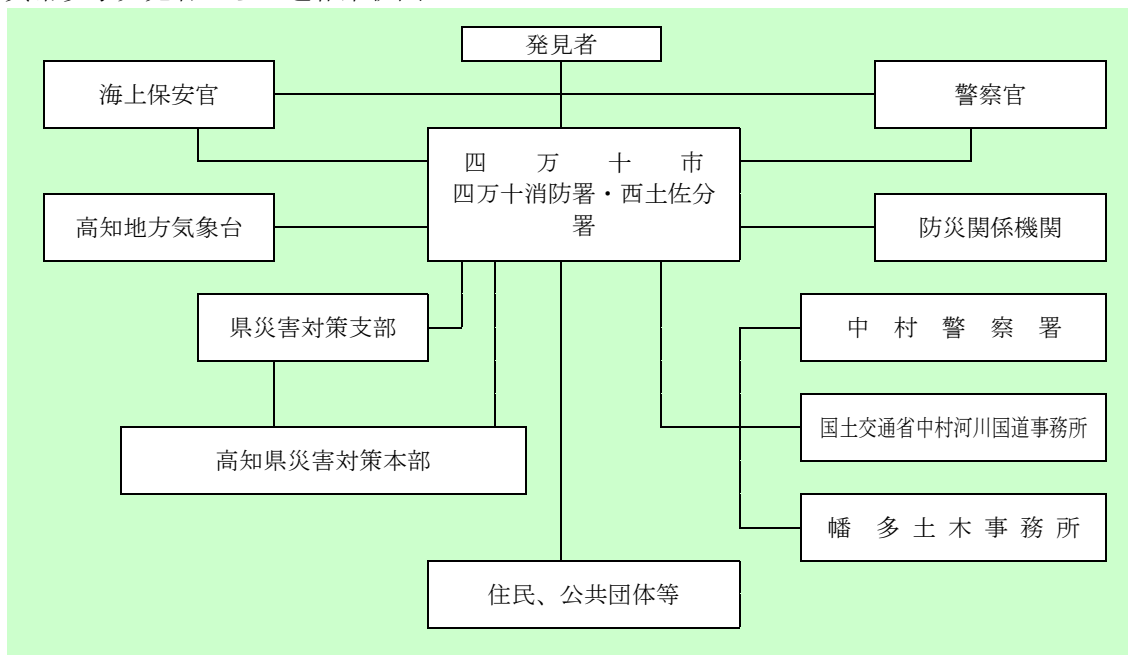 発見者
海上保安官
警察官
四 万 十 市
四万十消防署・西土佐分
署
高知地方気象台
防災関係機関
県災害対策支部
中 村 警 察 署
国土交通省中村河川国道事務所
高知県災害対策本部
幡 多 土 木 事 務 所
住民、公共団体等